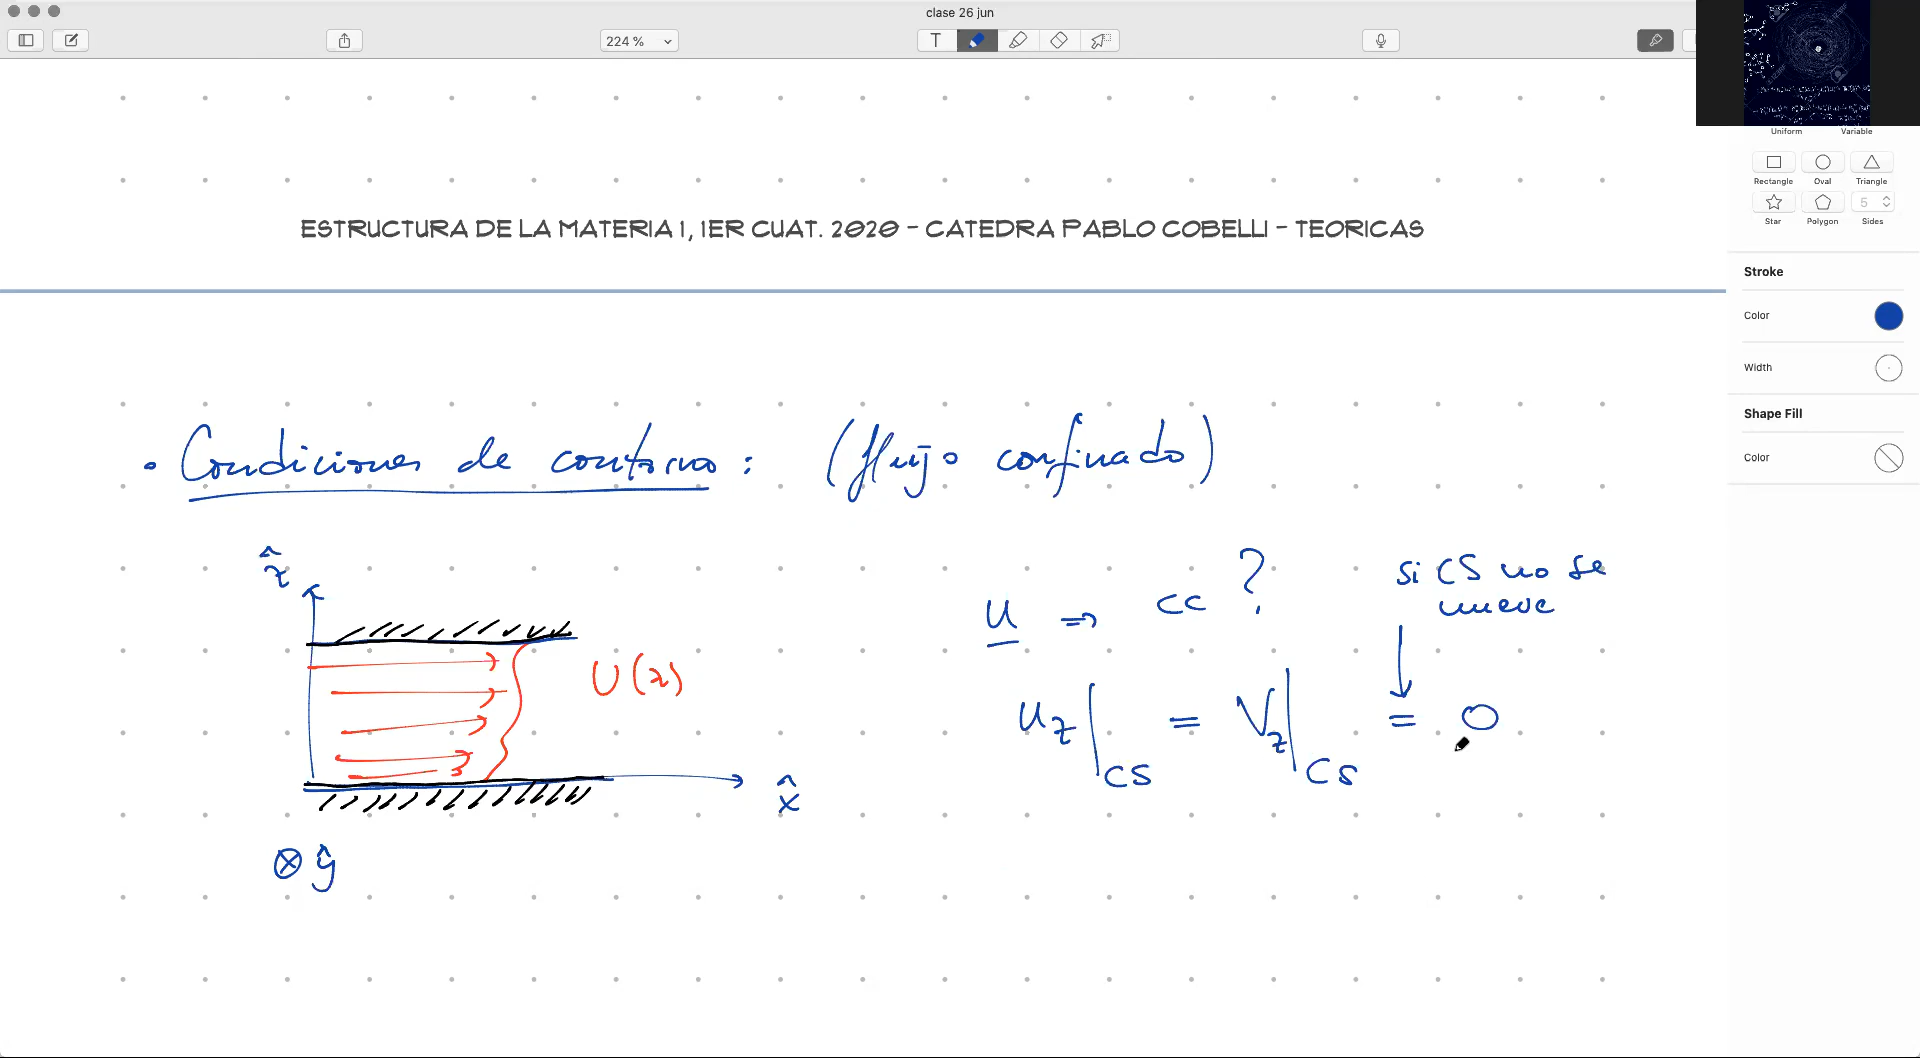 clase 26 jun
224 %
T
Uniform Variable
Rectangle Oval Triangle
5
Star Polygon Sides
ESTRUCTURA DE LA MATERIA 1, 1ER CUAT. 2020 - CATEDRA PABLO COBELLI - TEORICAS
Stroke
Color
Width
Shape Fill
Color
• Condiciones de contorno : (flujo confinado)
ẑ
U(z)
x̂
⊗ ŷ
u ⇒ cc ?
si CS no se
mueve
u_z|_CS = V_z|_CS = 0